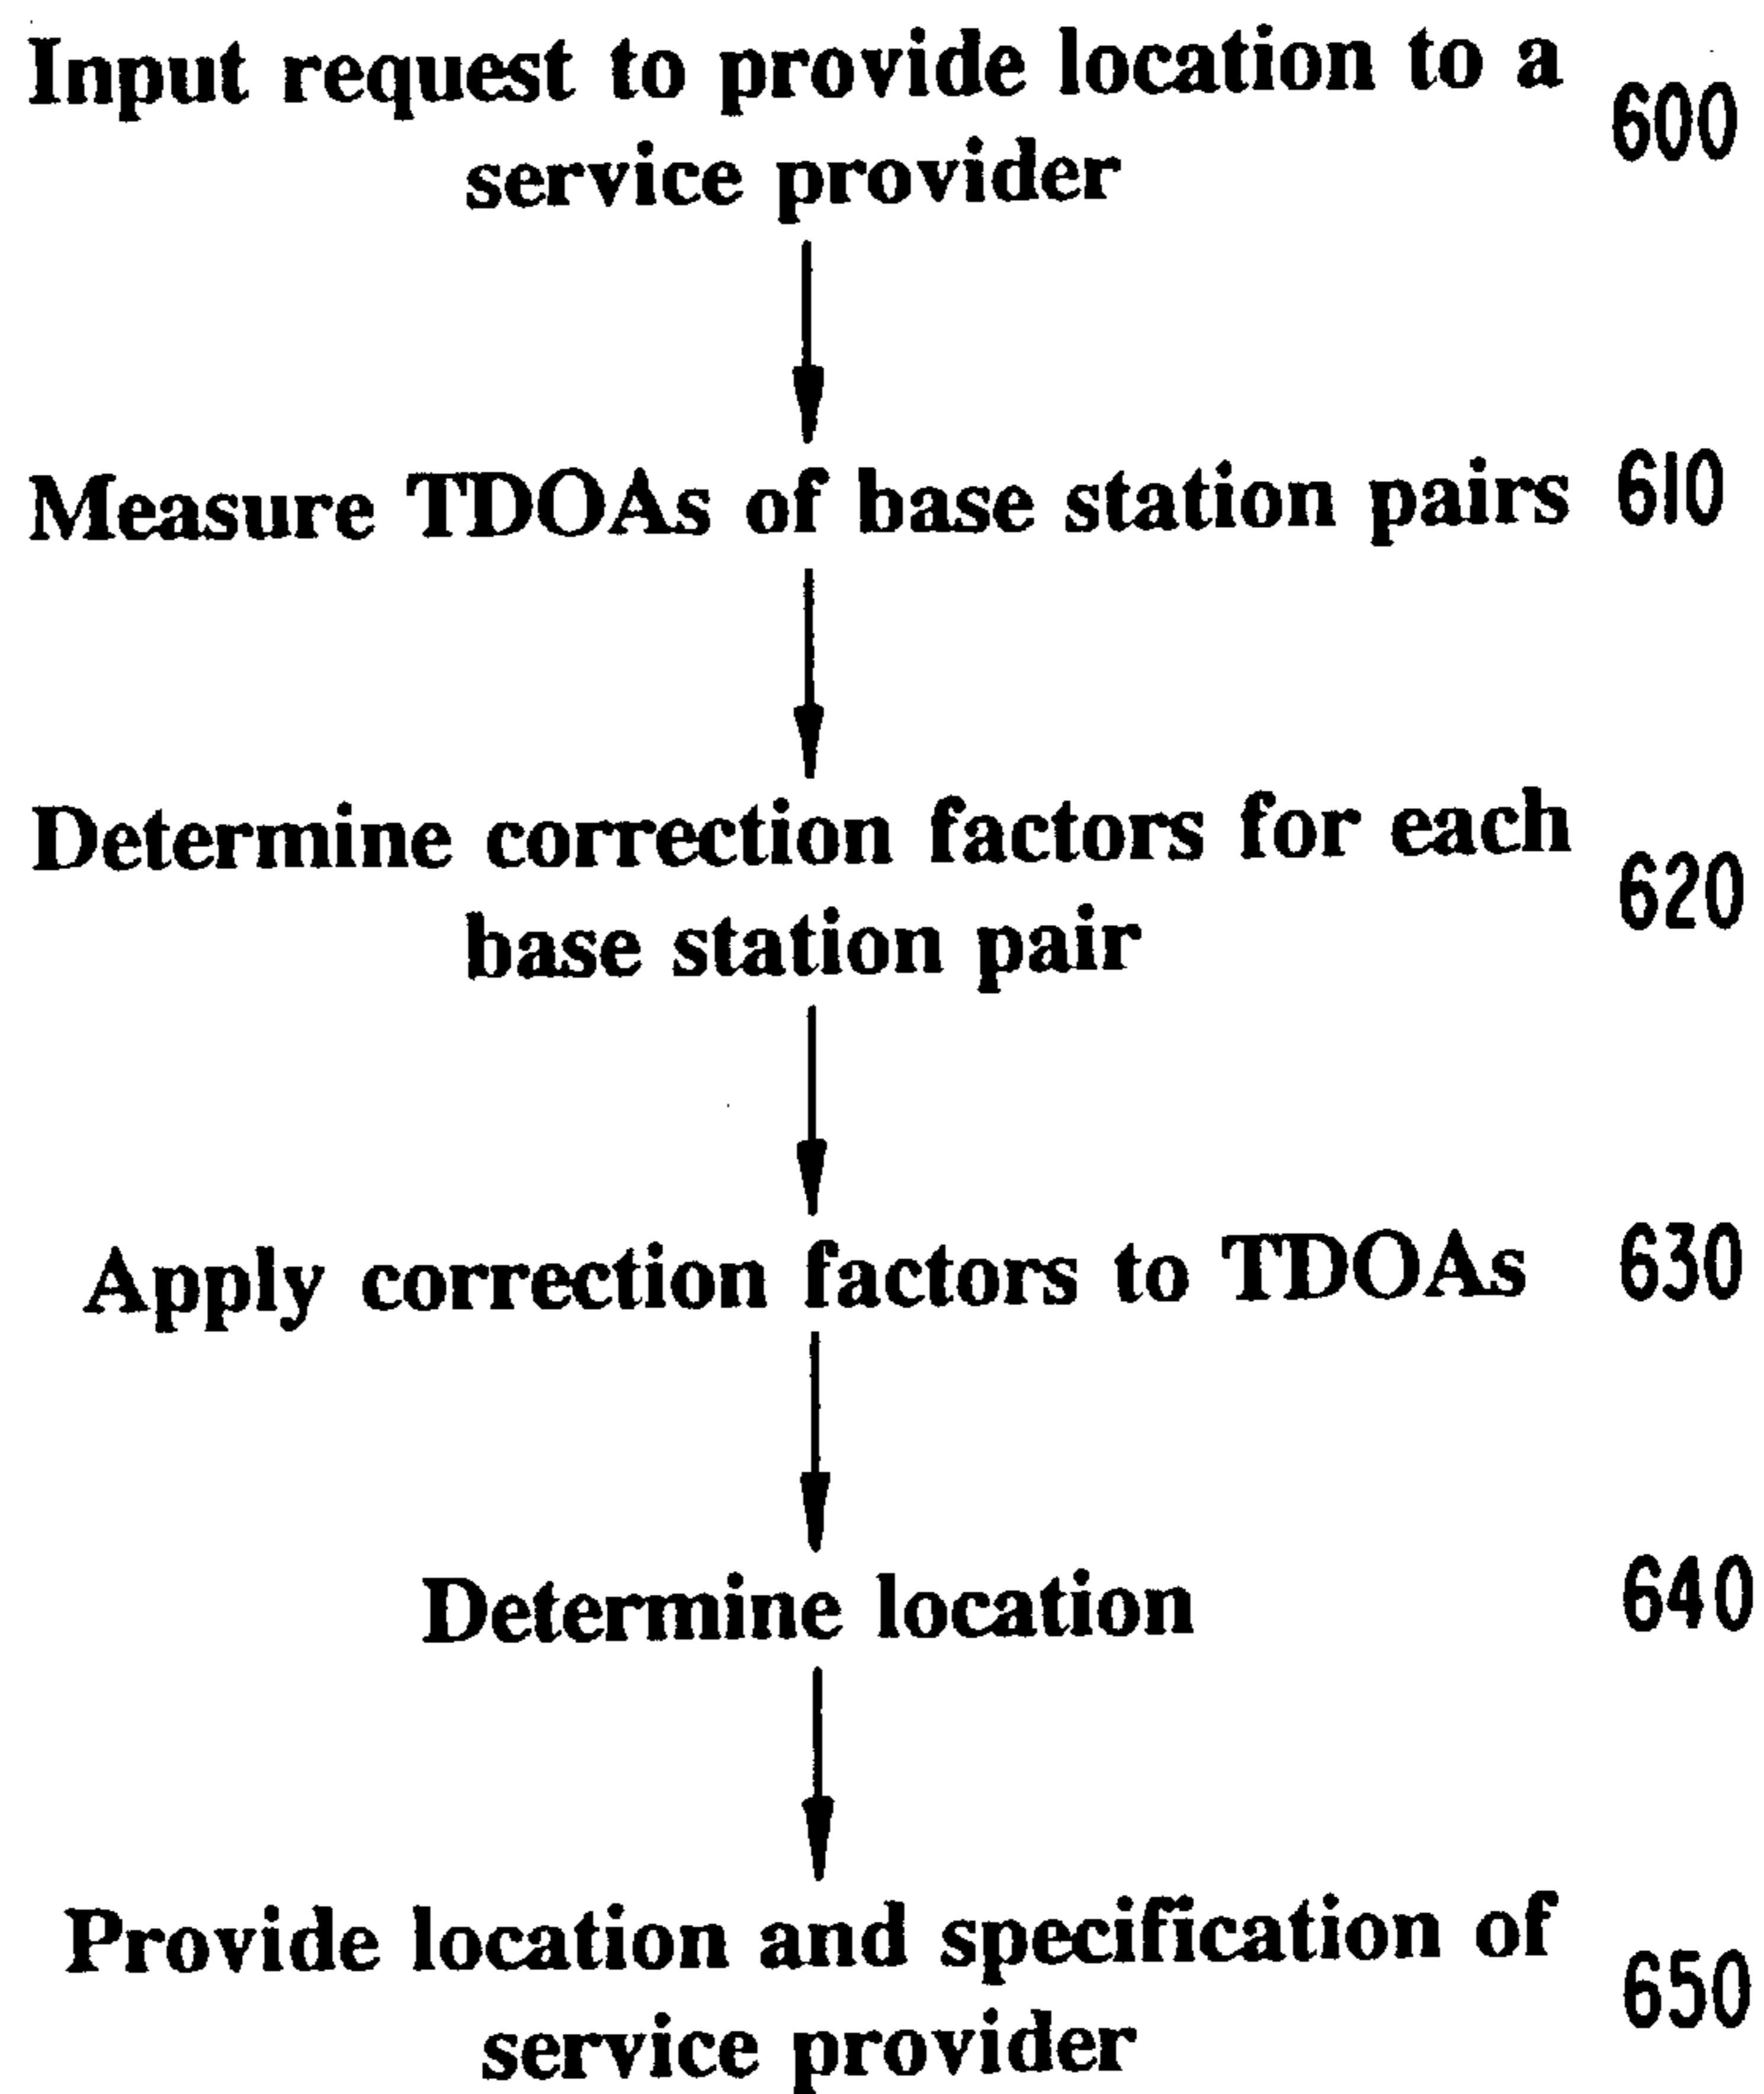 Input request to provide location to a
600
service provider
Measure TDOAs of base station pairs 610
Determine correction factors for each
620
base station pair
Apply correction factors to TDOAs 630
Determine location 640
Provide location and specification of
650
service provider